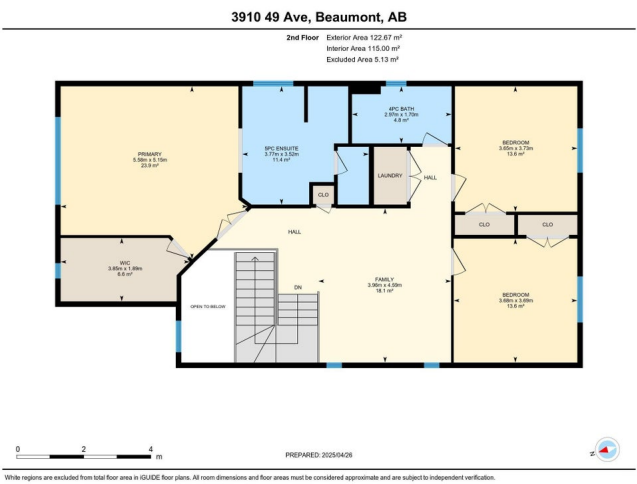 3910 49 Ave, Beaumont, AB
2nd Floor Exterior Area 122.67 m²
Interior Area 115.00 m²
Excluded Area 5.13 m²
PRIMARY
5.58m x 5.15m
23.9 m²
5PC ENSUITE
3.77m x 3.52m
11.4 m²
4PC BATH
2.97m x 1.70m
4.8 m²
BEDROOM
3.65m x 3.73m
13.6 m²
LAUNDRY
HALL
CLO
CLO
CLO
HALL
WIC
3.85m x 1.89m
6.6 m²
FAMILY
3.96m x 4.59m
18.1 m²
DN
OPEN TO BELOW
BEDROOM
3.68m x 3.69m
13.6 m²
0 2 4
m
PREPARED: 2025/04/26
N
White regions are excluded from total floor area in iGUIDE floor plans. All room dimensions and floor areas must be considered approximate and are subject to independent verification.